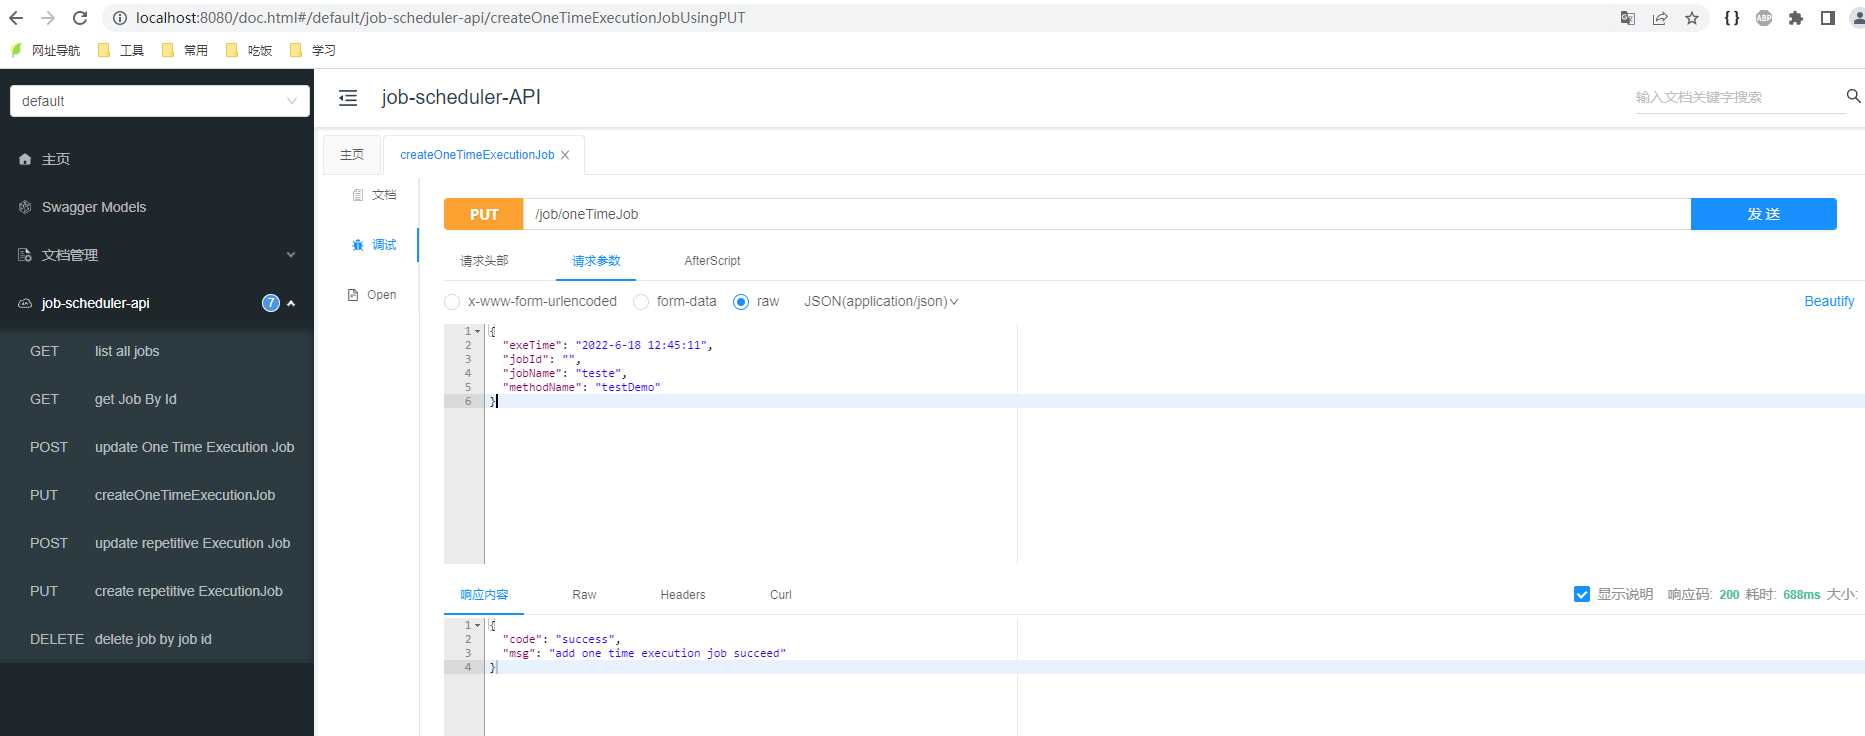 localhost:8080/doc.html#/default/job-scheduler-api/createOneTimeExecutionJobUsingPUT
ABP
网址导航 工具 常用 吃饭 学习
default
job-scheduler-API
输入文档关键字搜索
主页
Swagger Models
文档管理
job-scheduler-api 7
GET list all jobs
GET get Job By Id
POST update One Time Execution Job
PUT createOneTimeExecutionJob
POST update repetitive Execution Job
PUT create repetitive ExecutionJob
DELETE delete job by job id
主页 createOneTimeExecutionJob
文档
调试
Open
PUT /job/oneTimeJob 发 送
请求头部 请求参数 AfterScript
x-www-form-urlencoded form-data raw JSON(application/json) Beautify
1 {
2 "exeTime": "2022-6-18 12:45:11",
3 "jobId": "",
4 "jobName": "teste",
5 "methodName": "testDemo"
6 }
响应内容 Raw Headers Curl 显示说明 响应码: 200 耗时: 688ms 大小:
1 {
2 "code": "success",
3 "msg": "add one time execution job succeed"
4 }